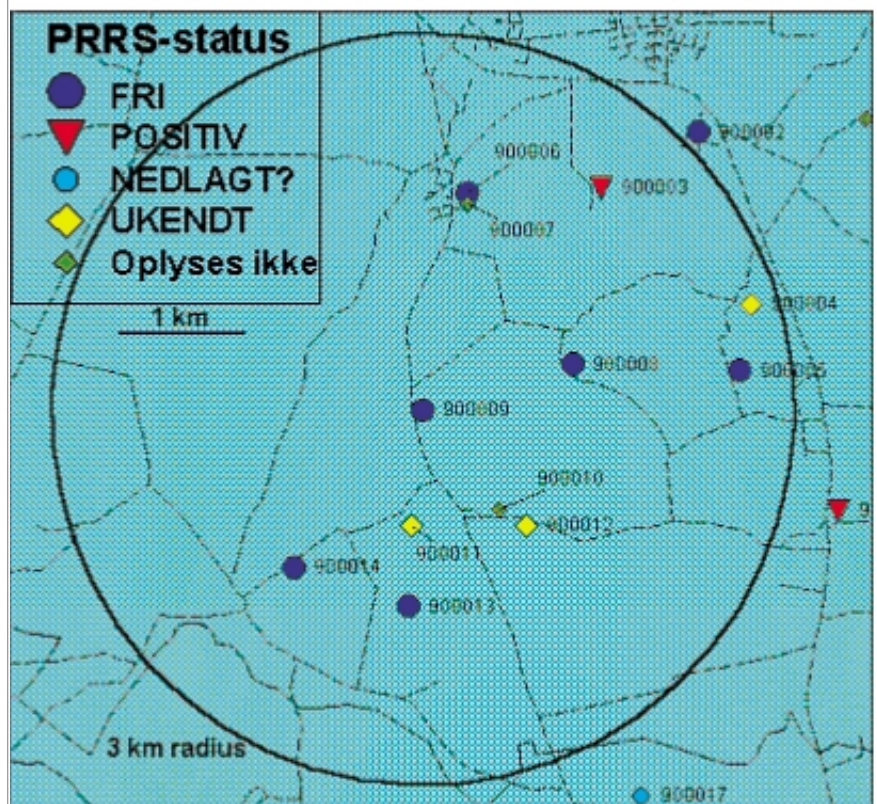 PRRS-status
FRI
POSITIV
NEDLAGT?
UKENDT
Oplyses ikke
1 km
900002
900006
900003
900007
900004
900005
900009
900010
900012
900011
900014
900013
3 km radius
900017